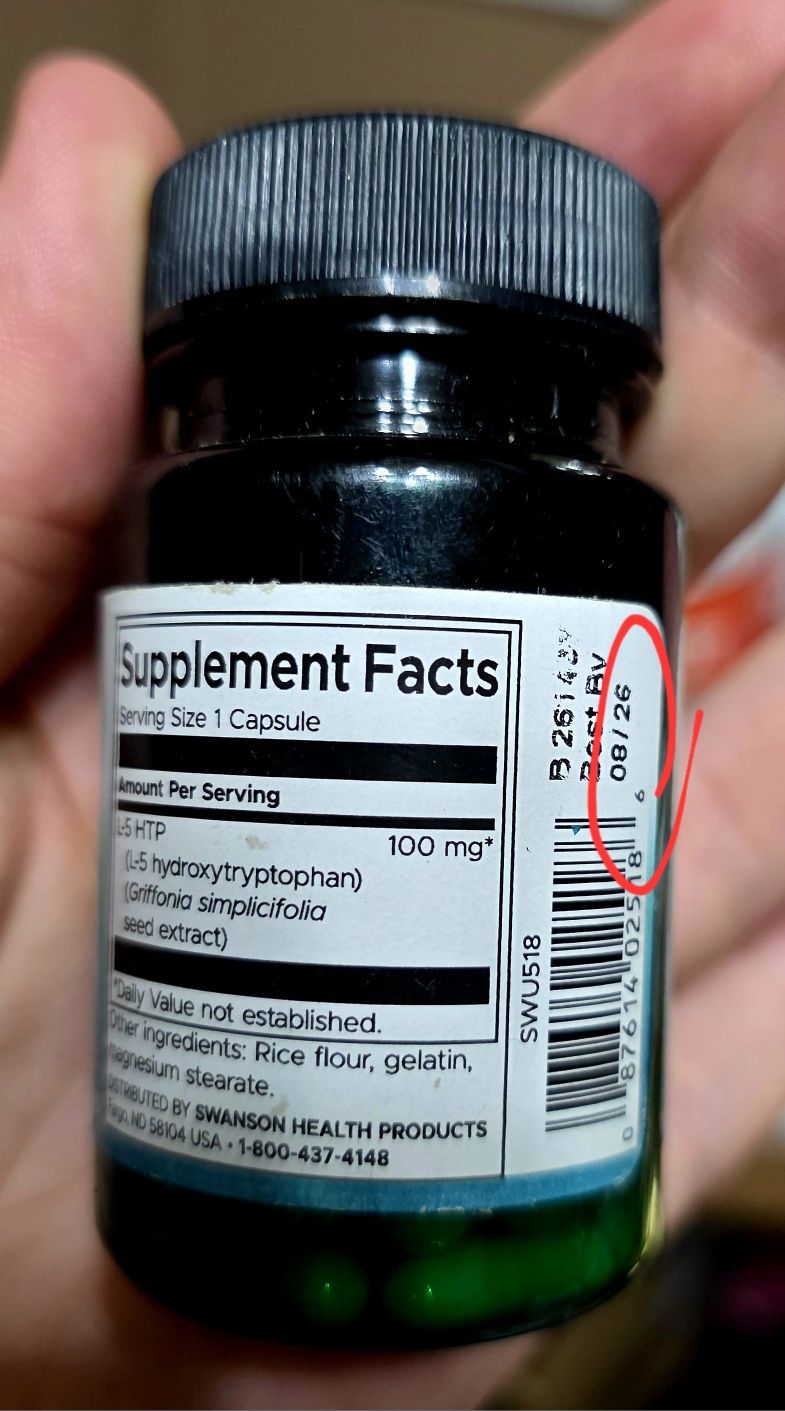 Supplement Facts
Serving Size 1 Capsule
Amount Per Serving
L-5 HTP 100 mg*
(L-5 hydroxytryptophan)
(Griffonia simplicifolia
seed extract)
*Daily Value not established.
Other ingredients: Rice flour, gelatin,
magnesium stearate.
DISTRIBUTED BY SWANSON HEALTH PRODUCTS
Fargo, ND 58104 USA • 1-800-437-4148
SWU518
B
Best By
08/26
0 87614 02518 6